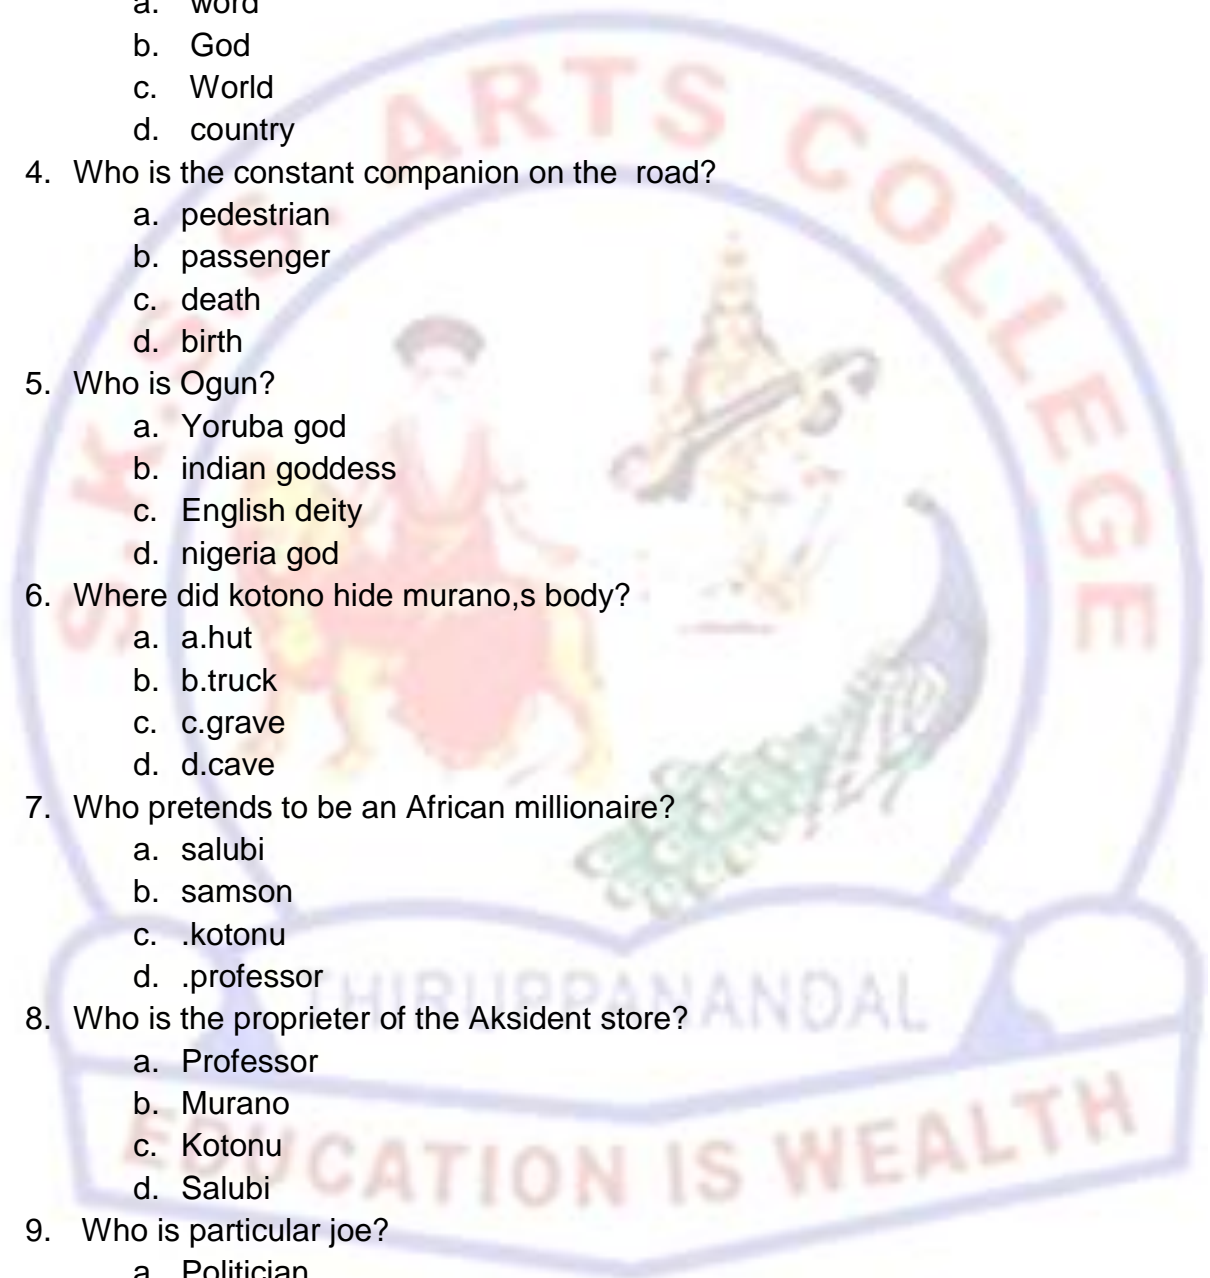 a. word
b. God
c. World
d. country
4. Who is the constant companion on the road?
a. pedestrian
b. passenger
c. death
d. birth
5. Who is Ogun?
a. Yoruba god
b. indian goddess
c. English deity
d. nigeria god
6. Where did kotono hide murano,s body?
a. a.hut
b. b.truck
c. c.grave
d. d.cave
7. Who pretends to be an African millionaire?
a. salubi
b. samson
c. .kotonu
d. .professor
8. Who is the proprieter of the Aksident store?
a. Professor
b. Murano
c. Kotonu
d. Salubi
9. Who is particular joe?
a. Politician
S.K.S.S. ARTS COLLEGE
THIRUPPANANDAL
EDUCATION IS WEALTH